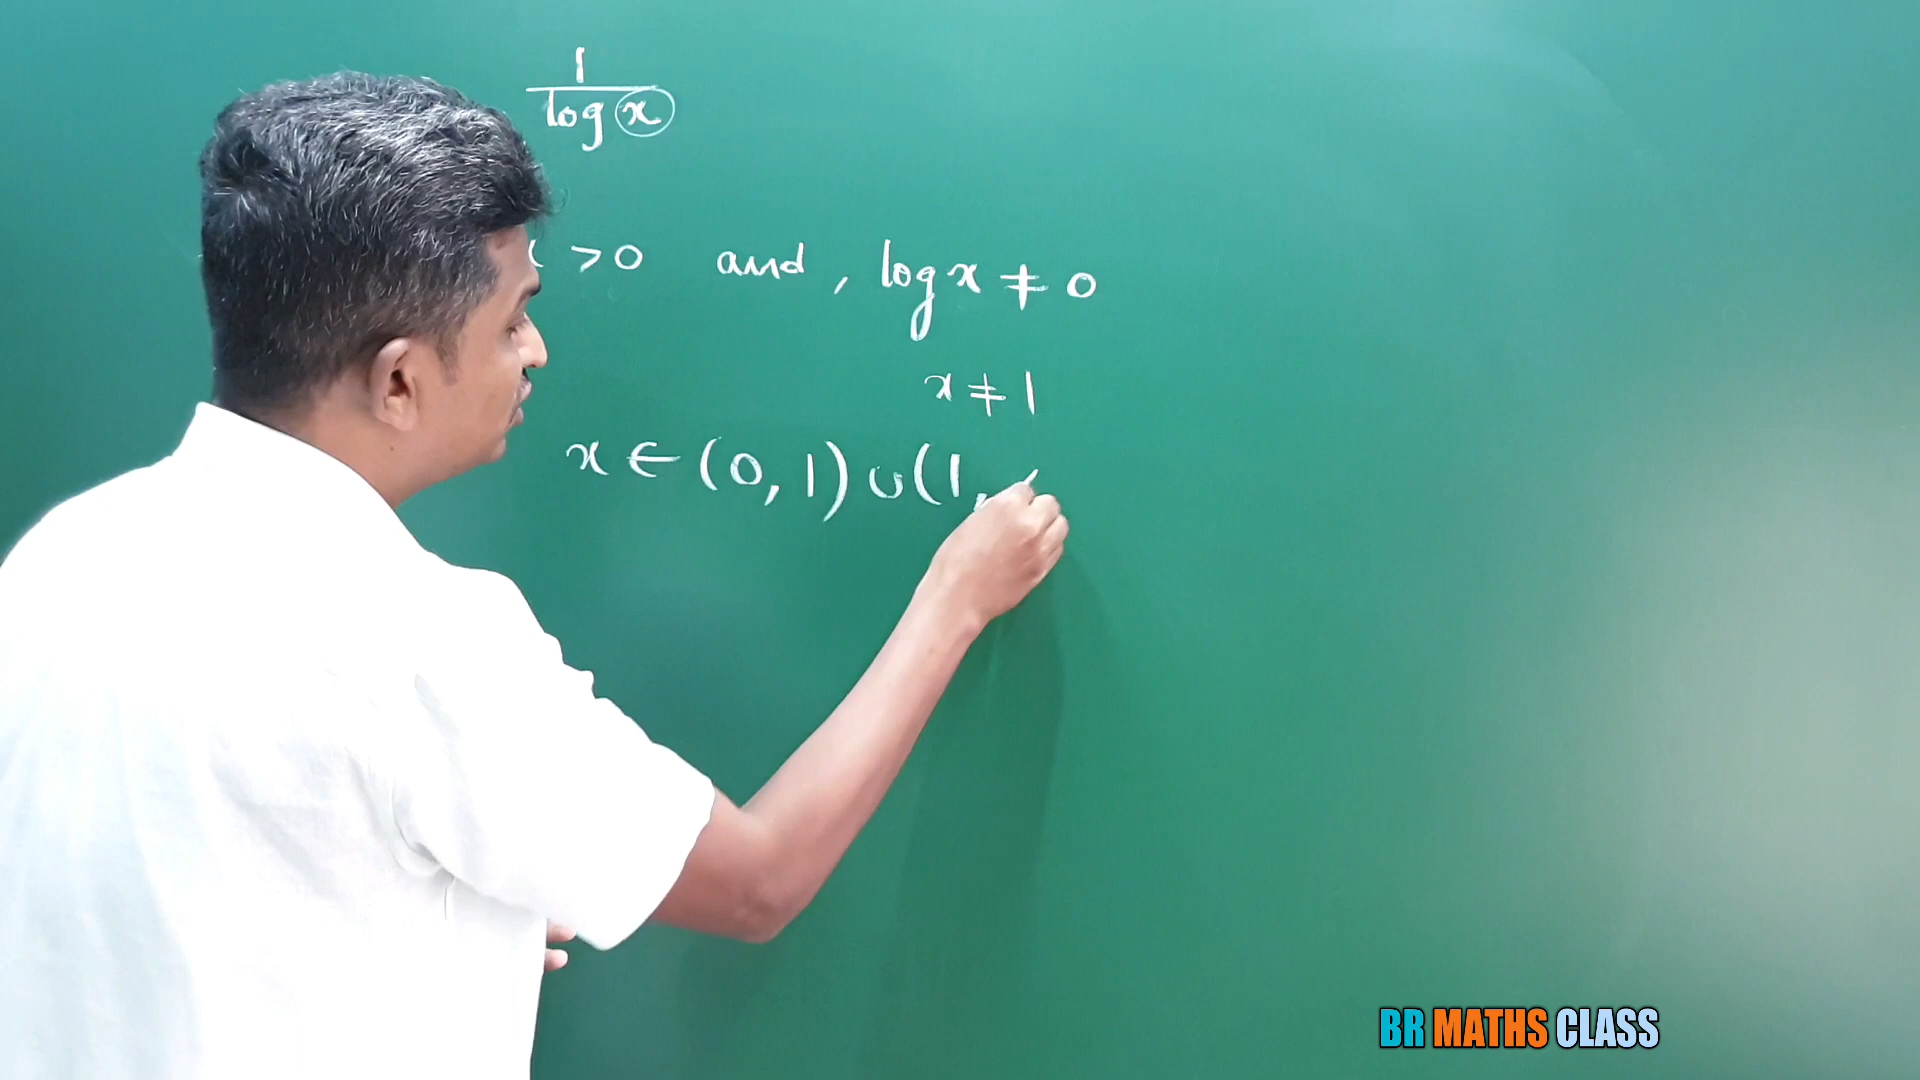 1
log x
> 0 and, log x ≠ 0
x ≠ 1
x ∈ (0, 1) ∪ (1,
BR MATHS CLASS